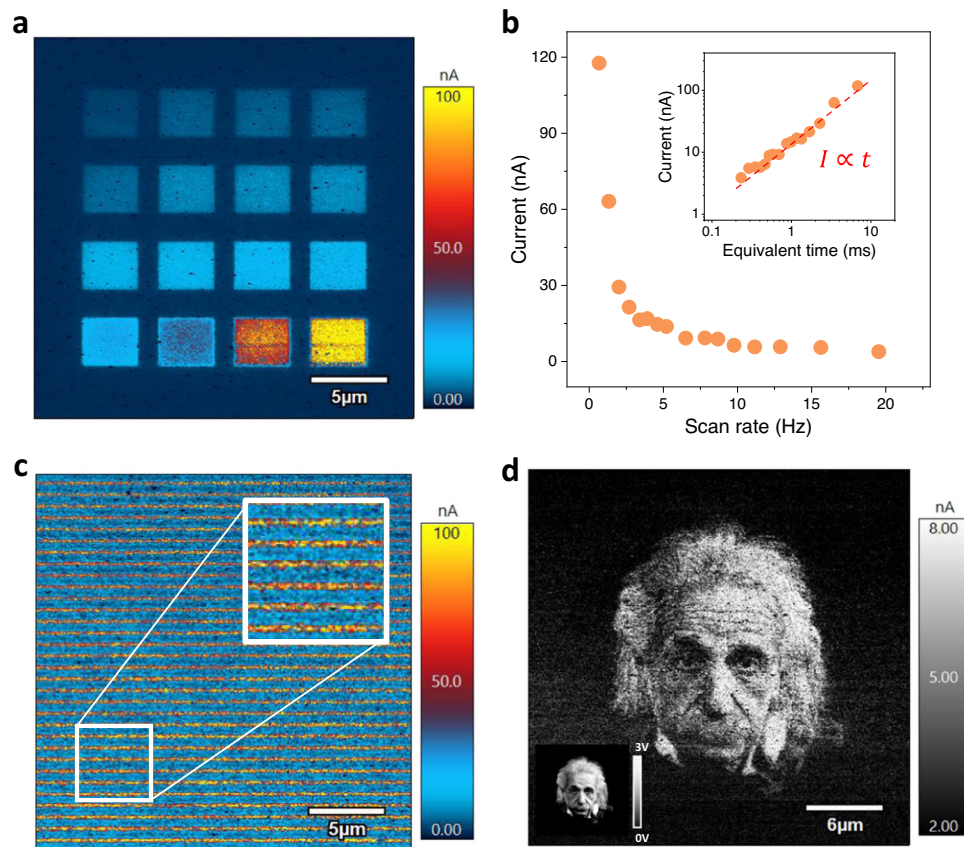 a
nA
100
50.0
0.00
5µm
b
120
90
60
30
0
Current (nA)
0
5
10
15
20
Scan rate (Hz)
100
10
1
Current (nA)
0.1
1
10
Equivalent time (ms)
I ∝ t
c
nA
100
50.0
0.00
5µm
d
nA
8.00
5.00
2.00
3V
0V
6µm